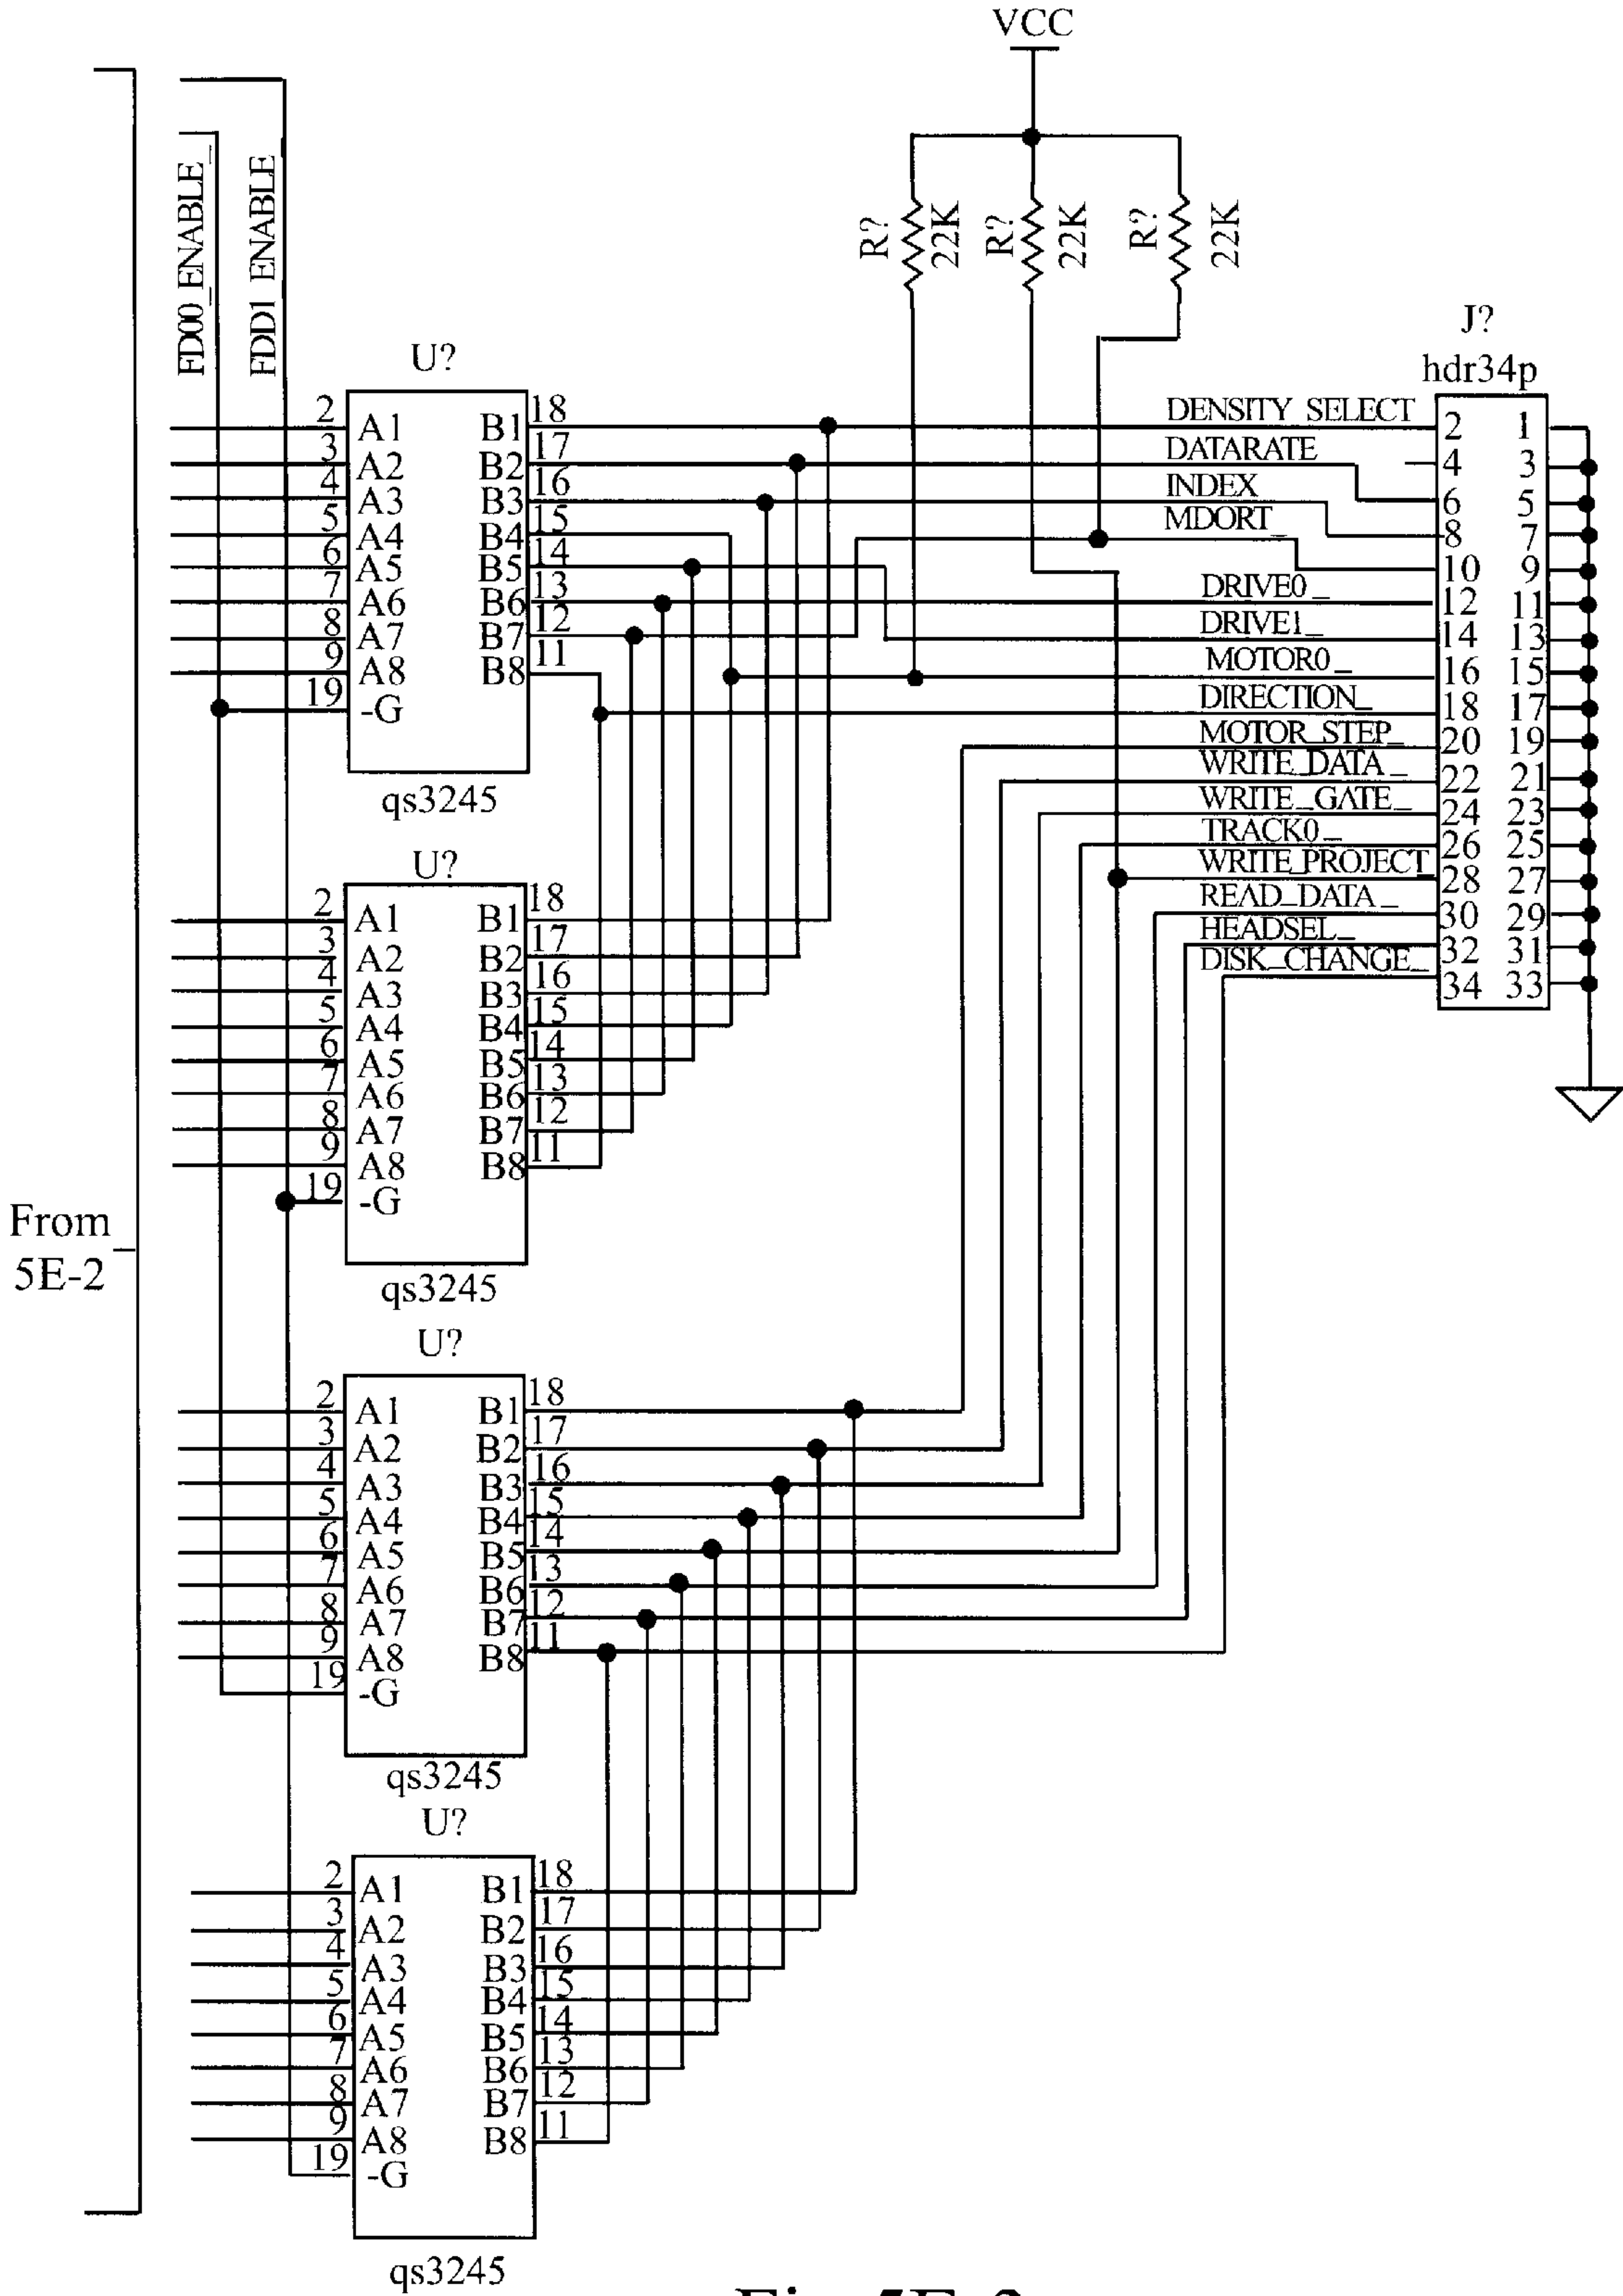 VCC
FD00_ENABLE_
FDD1_ENABLE
R?
22K
R?
22K
R?
22K
J?
hdr34p
U?
2 A1 B1 18
3 A2 B2 17
4 A3 B3 16
5 A4 B4 15
6 A5 B5 14
7 A6 B6 13
8 A7 B7 12
9 A8 B8 11
19 -G
qs3245
DENSITY_SELECT 2 1
4 3
DATARATE 6 5
INDEX 8 7
MDORT_ 10 9
DRIVE0_ 12 11
DRIVE1_ 14 13
MOTOR0_ 16 15
DIRECTION_ 18 17
MOTOR_STEP_ 20 19
WRITE_DATA_ 22 21
WRITE_GATE_ 24 23
TRACK0_ 26 25
WRITE_PROJECT_ 28 27
READ_DATA_ 30 29
HEADSEL_ 32 31
DISK_CHANGE_ 34 33
U?
2 A1 B1 18
3 A2 B2 17
4 A3 B3 16
5 A4 B4 15
6 A5 B5 14
7 A6 B6 13
8 A7 B7 12
9 A8 B8 11
19 -G
qs3245
From
5E-2
U?
2 A1 B1 18
3 A2 B2 17
4 A3 B3 16
5 A4 B4 15
6 A5 B5 14
7 A6 B6 13
8 A7 B7 12
9 A8 B8 11
19 -G
qs3245
U?
2 A1 B1 18
3 A2 B2 17
4 A3 B3 16
5 A4 B4 15
6 A5 B5 14
7 A6 B6 13
8 A7 B7 12
9 A8 B8 11
19 -G
qs3245